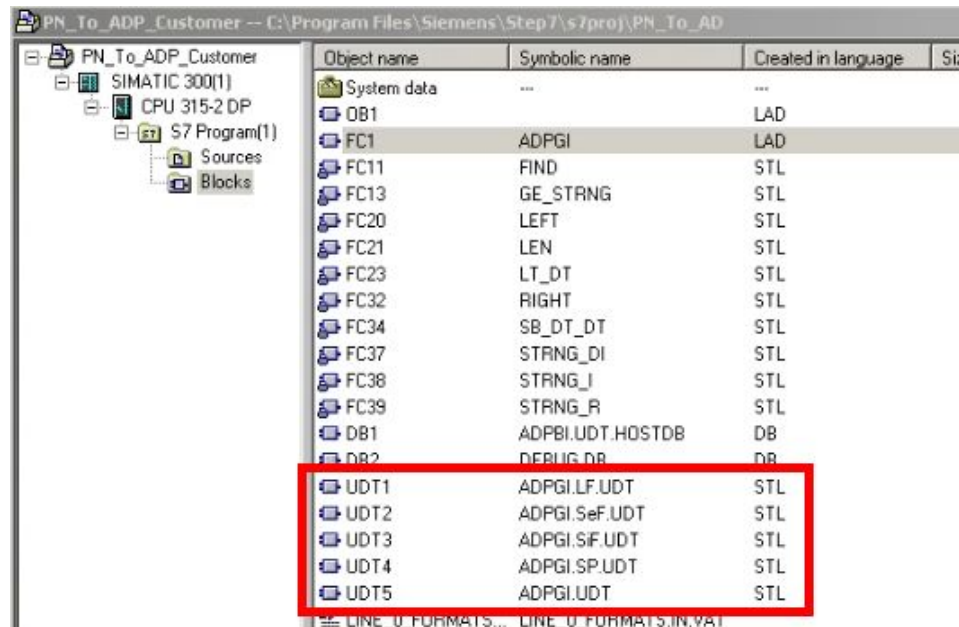 PN_To_ADP_Customer -- C:\Program Files\Siemens\Step7\s7proj\PN_To_AD
PN_To_ADP_Customer
SIMATIC 300(1)
CPU 315-2 DP
S7 Program(1)
Sources
Blocks
Object name Symbolic name Created in language Siz
System data --- ---
OB1 LAD
FC1 ADPGI LAD
FC11 FIND STL
FC13 GE_STRNG STL
FC20 LEFT STL
FC21 LEN STL
FC23 LT_DT STL
FC32 RIGHT STL
FC34 SB_DT_DT STL
FC37 STRNG_DI STL
FC38 STRNG_I STL
FC39 STRNG_R STL
DB1 ADPBI.UDT.HOSTDB DB
DB2 DEBUG.DB DB
UDT1 ADPGI.LF.UDT STL
UDT2 ADPGI.SeF.UDT STL
UDT3 ADPGI.SiF.UDT STL
UDT4 ADPGI.SP.UDT STL
UDT5 ADPGI.UDT STL
LINE_0_FORMATS... LINE_0_FORMATS.IN.VAT